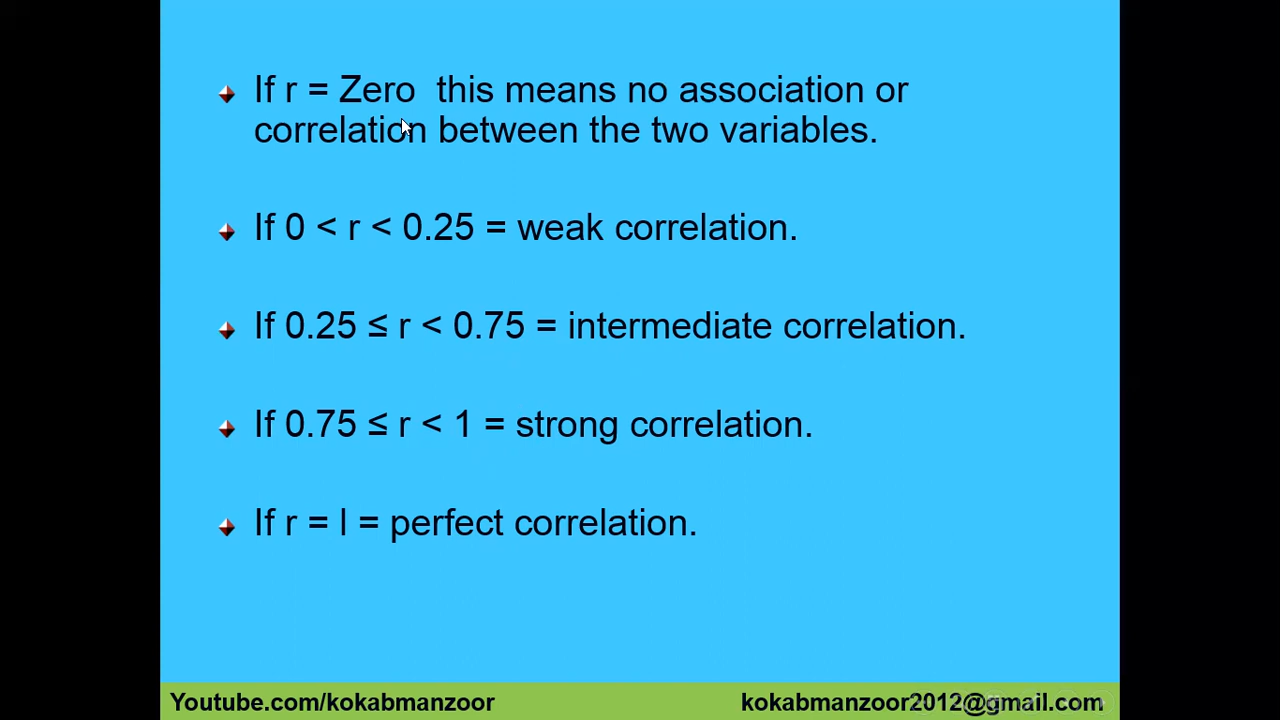 If r = Zero  this means no association or
correlation between the two variables.
If 0 < r < 0.25 = weak correlation.
If 0.25 ≤ r < 0.75 = intermediate correlation.
If 0.75 ≤ r < 1 = strong correlation.
If r = l = perfect correlation.
Youtube.com/kokabmanzoor
kokabmanzoor2012@gmail.com